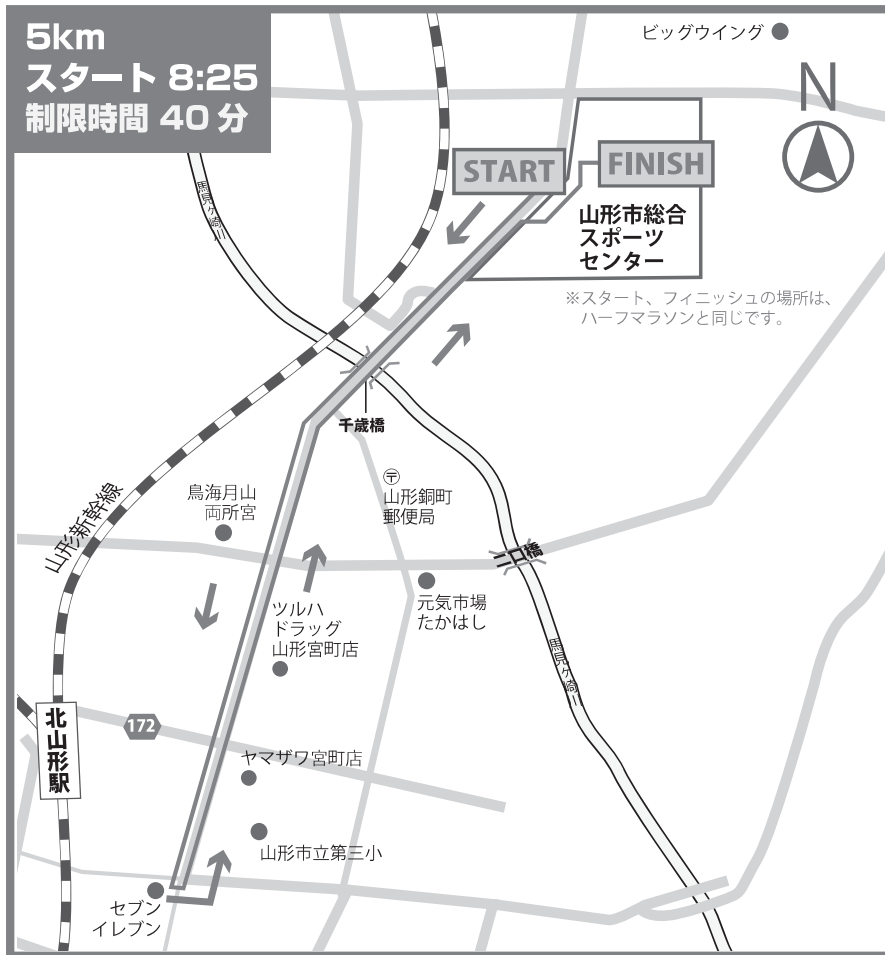 5km
スタート 8:25
制限時間 40分
ビッグウイング
N
START
FINISH
山形市総合
スポーツ
センター
※スタート、フィニッシュの場所は、
ハーフマラソンと同じです。
馬見ヶ崎川
千歳橋
〒
山形銅町
郵便局
鳥海月山
両所宮
山形新幹線
二口橋
元気市場
たかはし
ツルハ
ドラッグ
山形宮町店
馬見ヶ崎川
172
北山形駅
ヤマザワ宮町店
山形市立第三小
セブン
イレブン